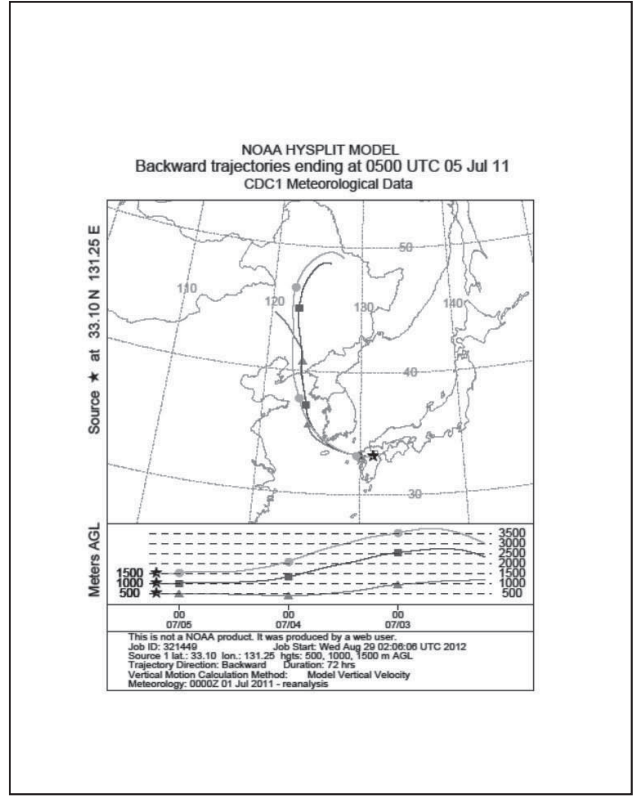 NOAA HYSPLIT MODEL
Backward trajectories ending at 0500 UTC 05 Jul 11
CDC1 Meteorological Data
Source ★ at 33.10 N 131.25 E
50
110
120
130
140
40
30
Meters AGL
3500
3000
2500
2000
1500 1500
1000 1000
500 500
00 00 00
07/05 07/04 07/03
This is not a NOAA product. It was produced by a web user.
Job ID: 321449 Job Start: Wed Aug 29 02:06:06 UTC 2012
Source 1 lat.: 33.10 lon.: 131.25 hgts: 500, 1000, 1500 m AGL
Trajectory Direction: Backward Duration: 72 hrs
Vertical Motion Calculation Method: Model Vertical Velocity
Meteorology: 0000Z 01 Jul 2011 - reanalysis